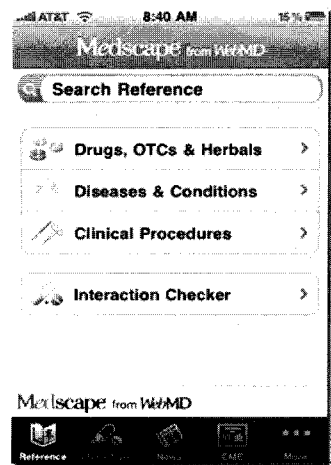 AT&T 8:40 AM 15%
Medscape from WebMD
Search Reference
Drugs, OTCs & Herbals
Diseases & Conditions
Clinical Procedures
Interaction Checker
Medscape from WebMD
Reference News CME More